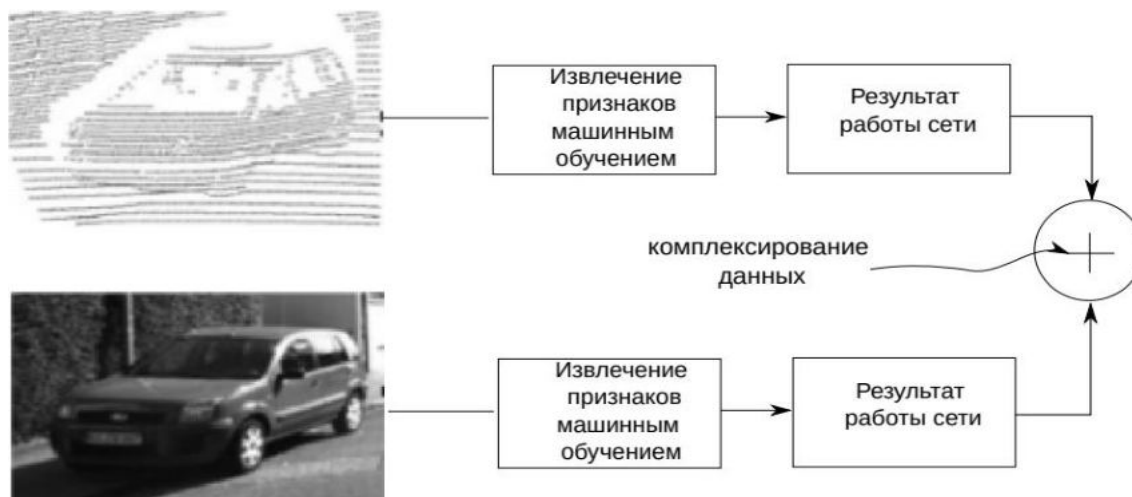 Извлечение
признаков
машинным
обучением
Результат
работы сети
комплексирование
данных
Извлечение
признаков
машинным
обучением
Результат
работы сети